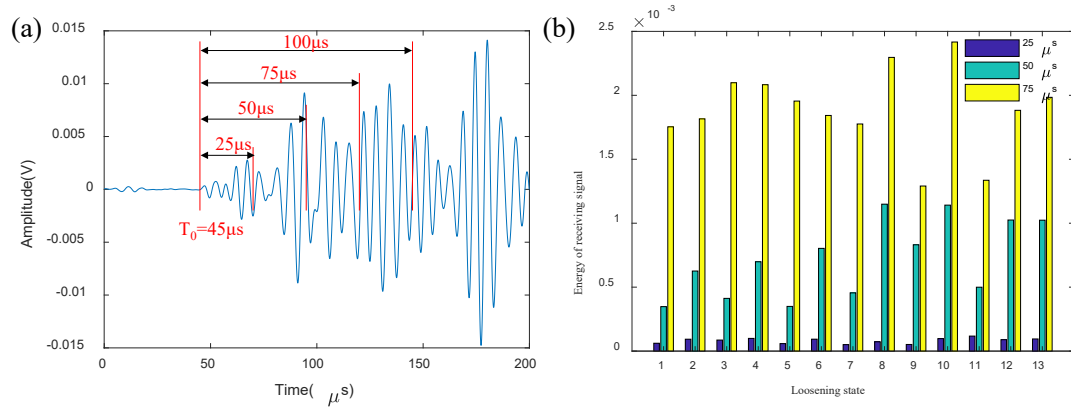 (a)
0.015
0.01
0.005
0
-0.005
-0.01
-0.015
Amplitude(V)
100μs
75μs
50μs
25μs
T0=45μs
0 50 100 150 200
Time( μs)
(b)
× 10-3
2.5
2
1.5
1
0.5
0
Energy of receiving signal
25 μs
50 μs
75 μs
1 2 3 4 5 6 7 8 9 10 11 12 13
Loosening state